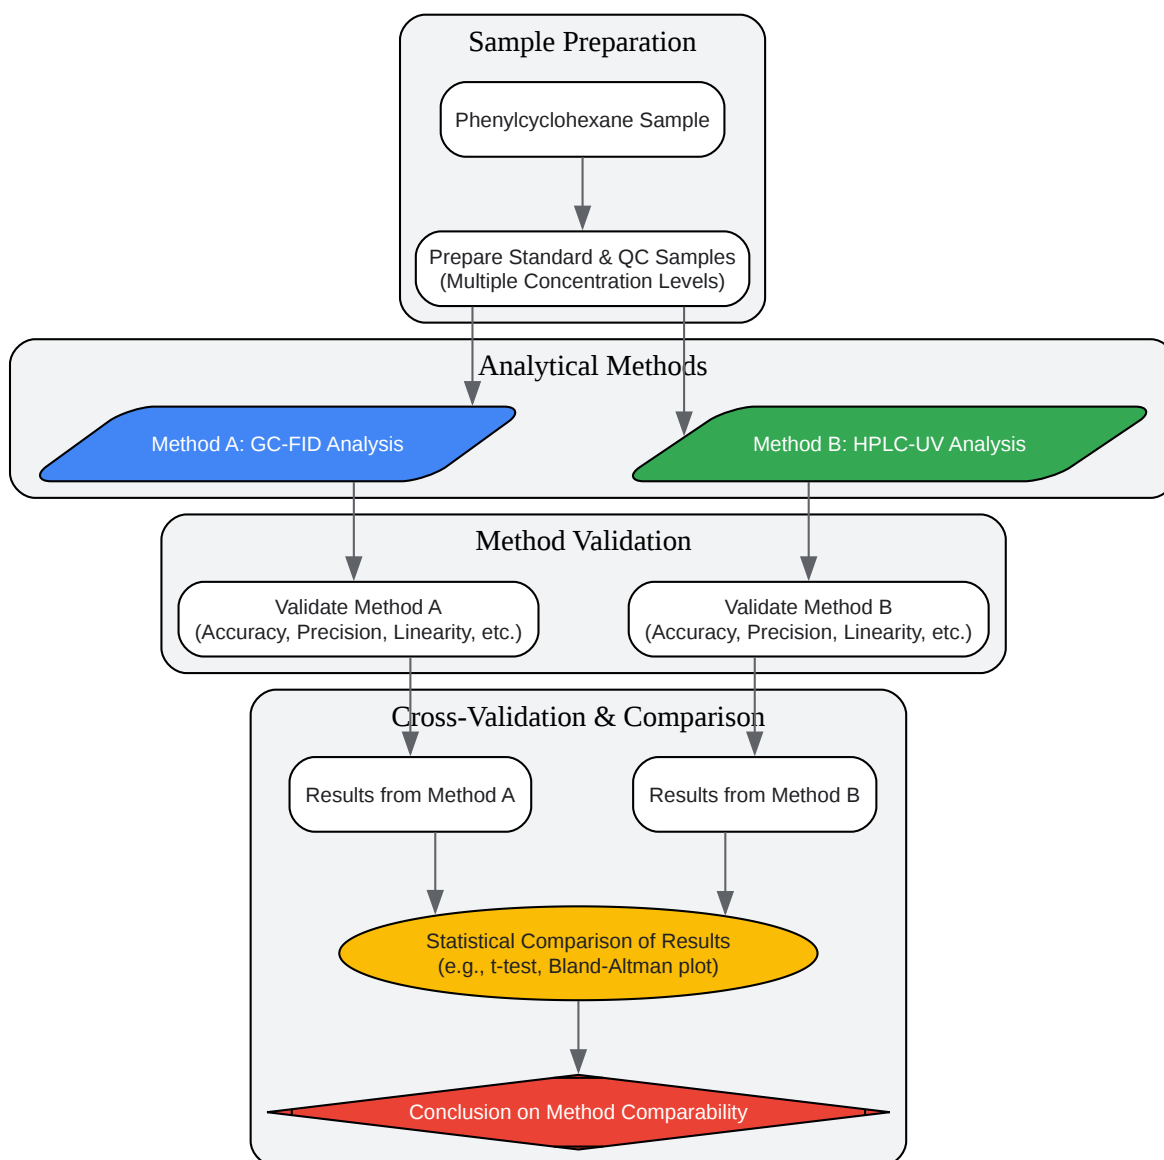 Sample Preparation
Phenylcyclohexane Sample
Prepare Standard & QC Samples
(Multiple Concentration Levels)
Analytical Methods
Method A: GC-FID Analysis
Method B: HPLC-UV Analysis
Method Validation
Validate Method A
(Accuracy, Precision, Linearity, etc.)
Validate Method B
(Accuracy, Precision, Linearity, etc.)
Cross-Validation & Comparison
Results from Method A
Results from Method B
Statistical Comparison of Results
(e.g., t-test, Bland-Altman plot)
Conclusion on Method Comparability